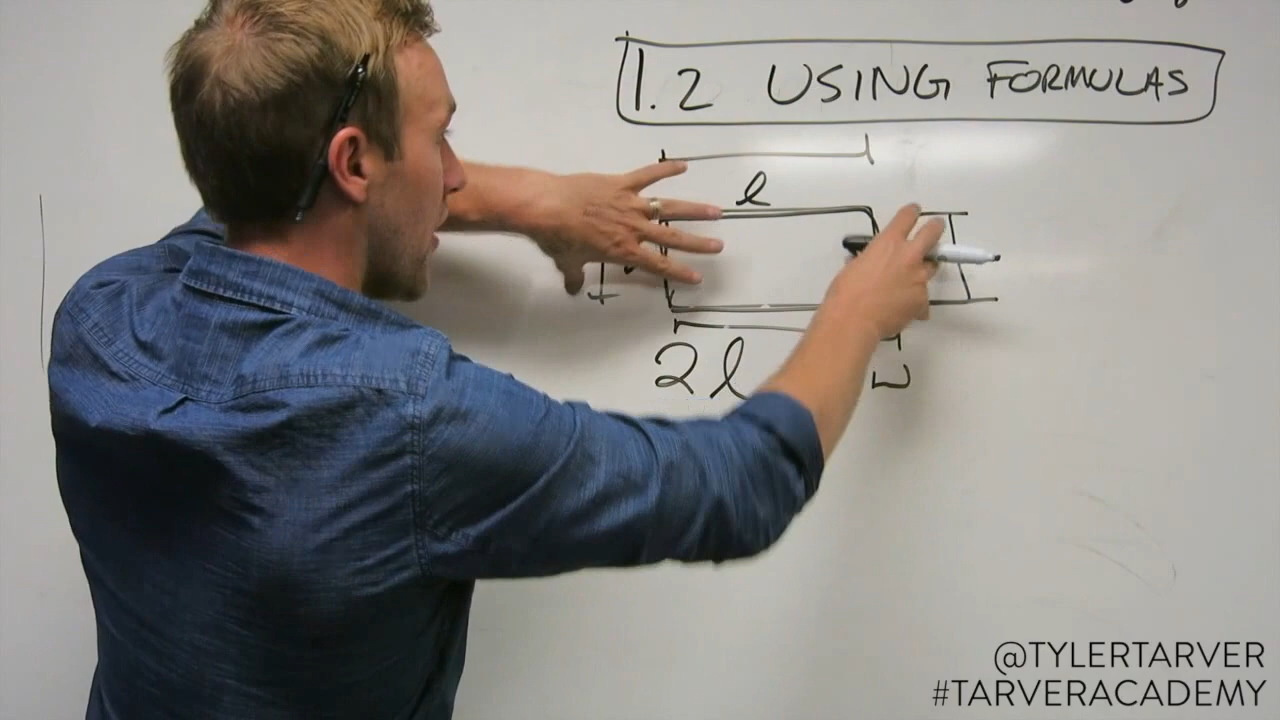 1.2 USING FORMULAS
l
2l w
@TYLERTARVER
#TARVERACADEMY